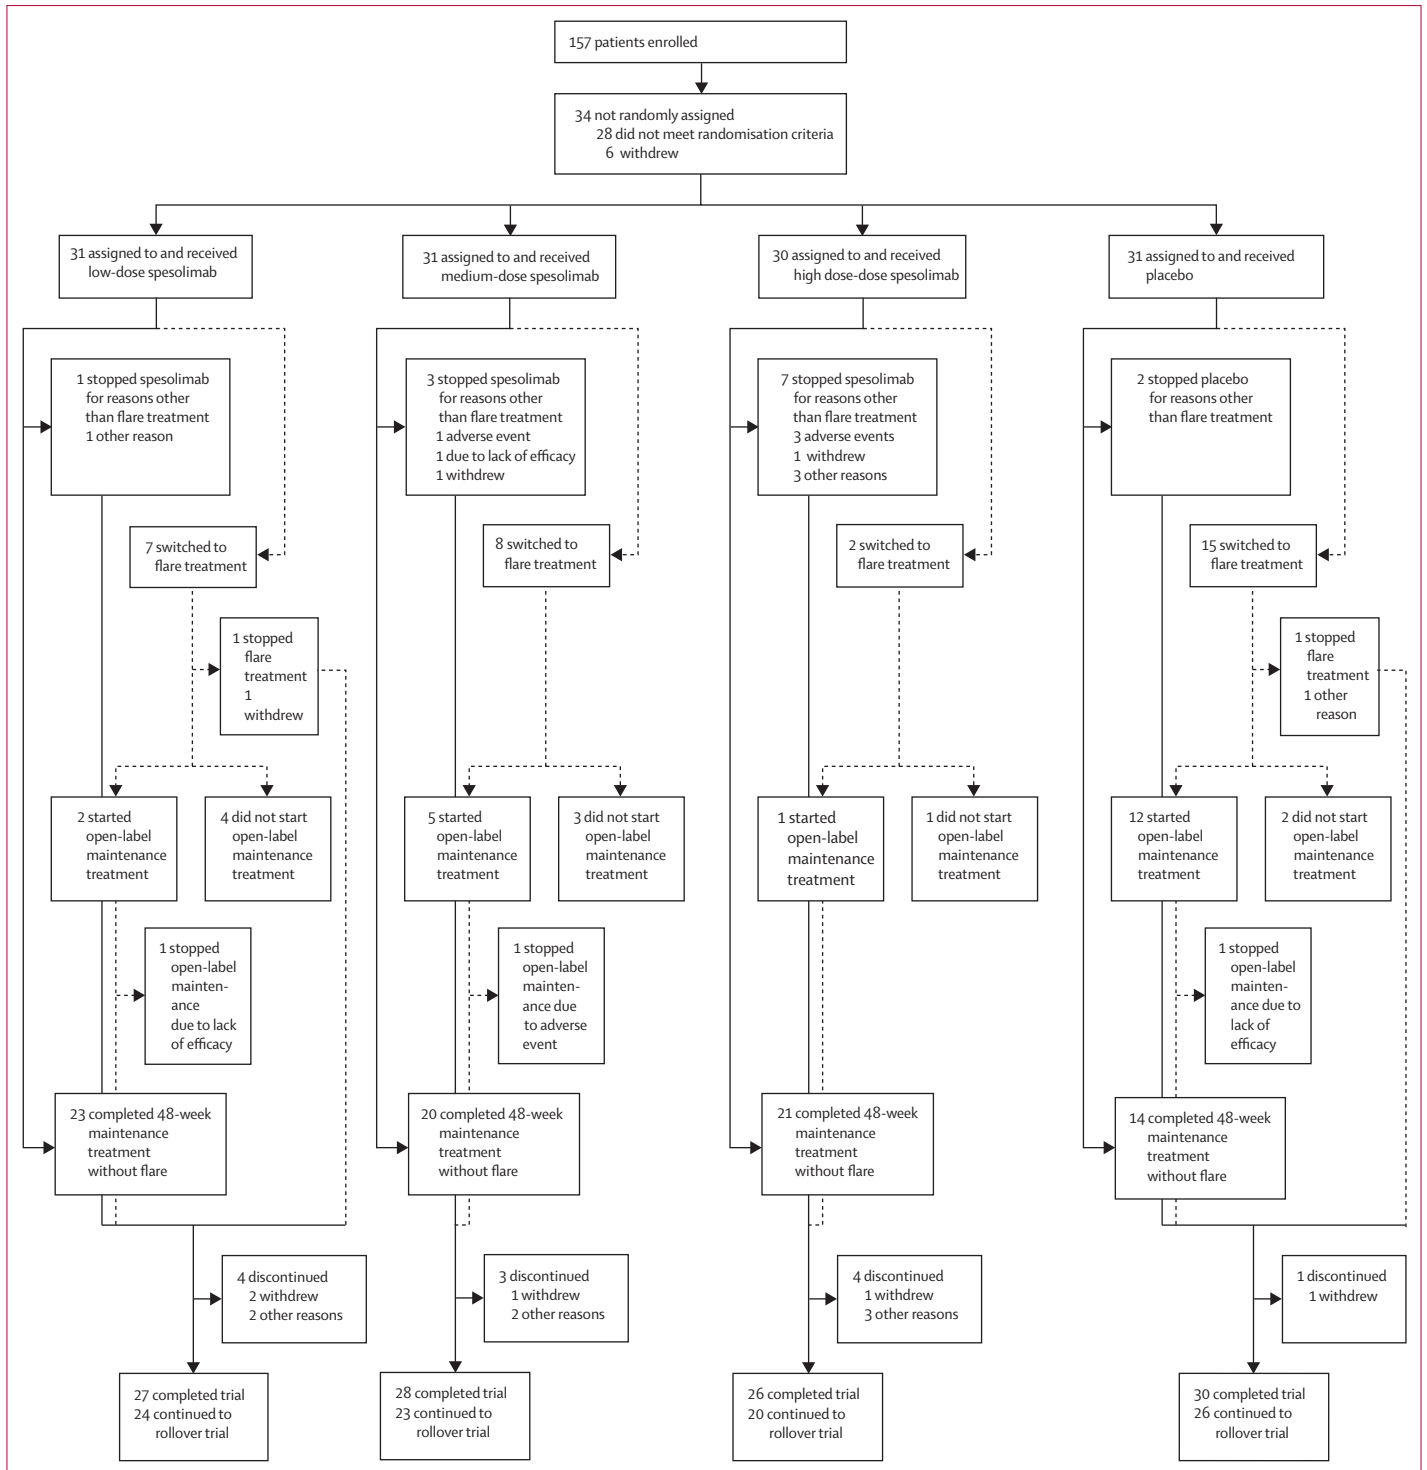 157 patients enrolled
34 not randomly assigned
28 did not meet randomisation criteria
6 withdrew
31 assigned to and received
low-dose spesolimab
31 assigned to and received
medium-dose spesolimab
30 assigned to and received
high dose-dose spesolimab
31 assigned to and received
placebo
1 stopped spesolimab
for reasons other
than flare treatment
1 other reason
3 stopped spesolimab
for reasons other
than flare treatment
1 adverse event
1 due to lack of efficacy
1 withdrew
7 stopped spesolimab
for reasons other
than flare treatment
3 adverse events
1 withdrew
3 other reasons
2 stopped placebo
for reasons other
than flare treatment
7 switched to
flare treatment
8 switched to
flare treatment
2 switched to
flare treatment
15 switched to
flare treatment
1 stopped
flare
treatment
1
withdrew
1 stopped
flare
treatment
1 other
reason
2 started
open-label
maintenance
treatment
4 did not start
open-label
maintenance
treatment
5 started
open-label
maintenance
treatment
3 did not start
open-label
maintenance
treatment
1 started
open-label
maintenance
treatment
1 did not start
open-label
maintenance
treatment
12 started
open-label
maintenance
treatment
2 did not start
open-label
maintenance
treatment
1 stopped
open-label
mainten-
ance
due to lack
of efficacy
1 stopped
open-label
mainten-
ance due
to adverse
event
1 stopped
open-label
mainten-
ance due to
lack of
efficacy
23 completed 48-week
maintenance
treatment
without flare
20 completed 48-week
maintenance
treatment
without flare
21 completed 48-week
maintenance
treatment
without flare
14 completed 48-week
maintenance
treatment
without flare
4 discontinued
2 withdrew
2 other reasons
3 discontinued
1 withdrew
2 other reasons
4 discontinued
1 withdrew
3 other reasons
1 discontinued
1 withdrew
27 completed trial
24 continued to
rollover trial
28 completed trial
23 continued to
rollover trial
26 completed trial
20 continued to
rollover trial
30 completed trial
26 continued to
rollover trial